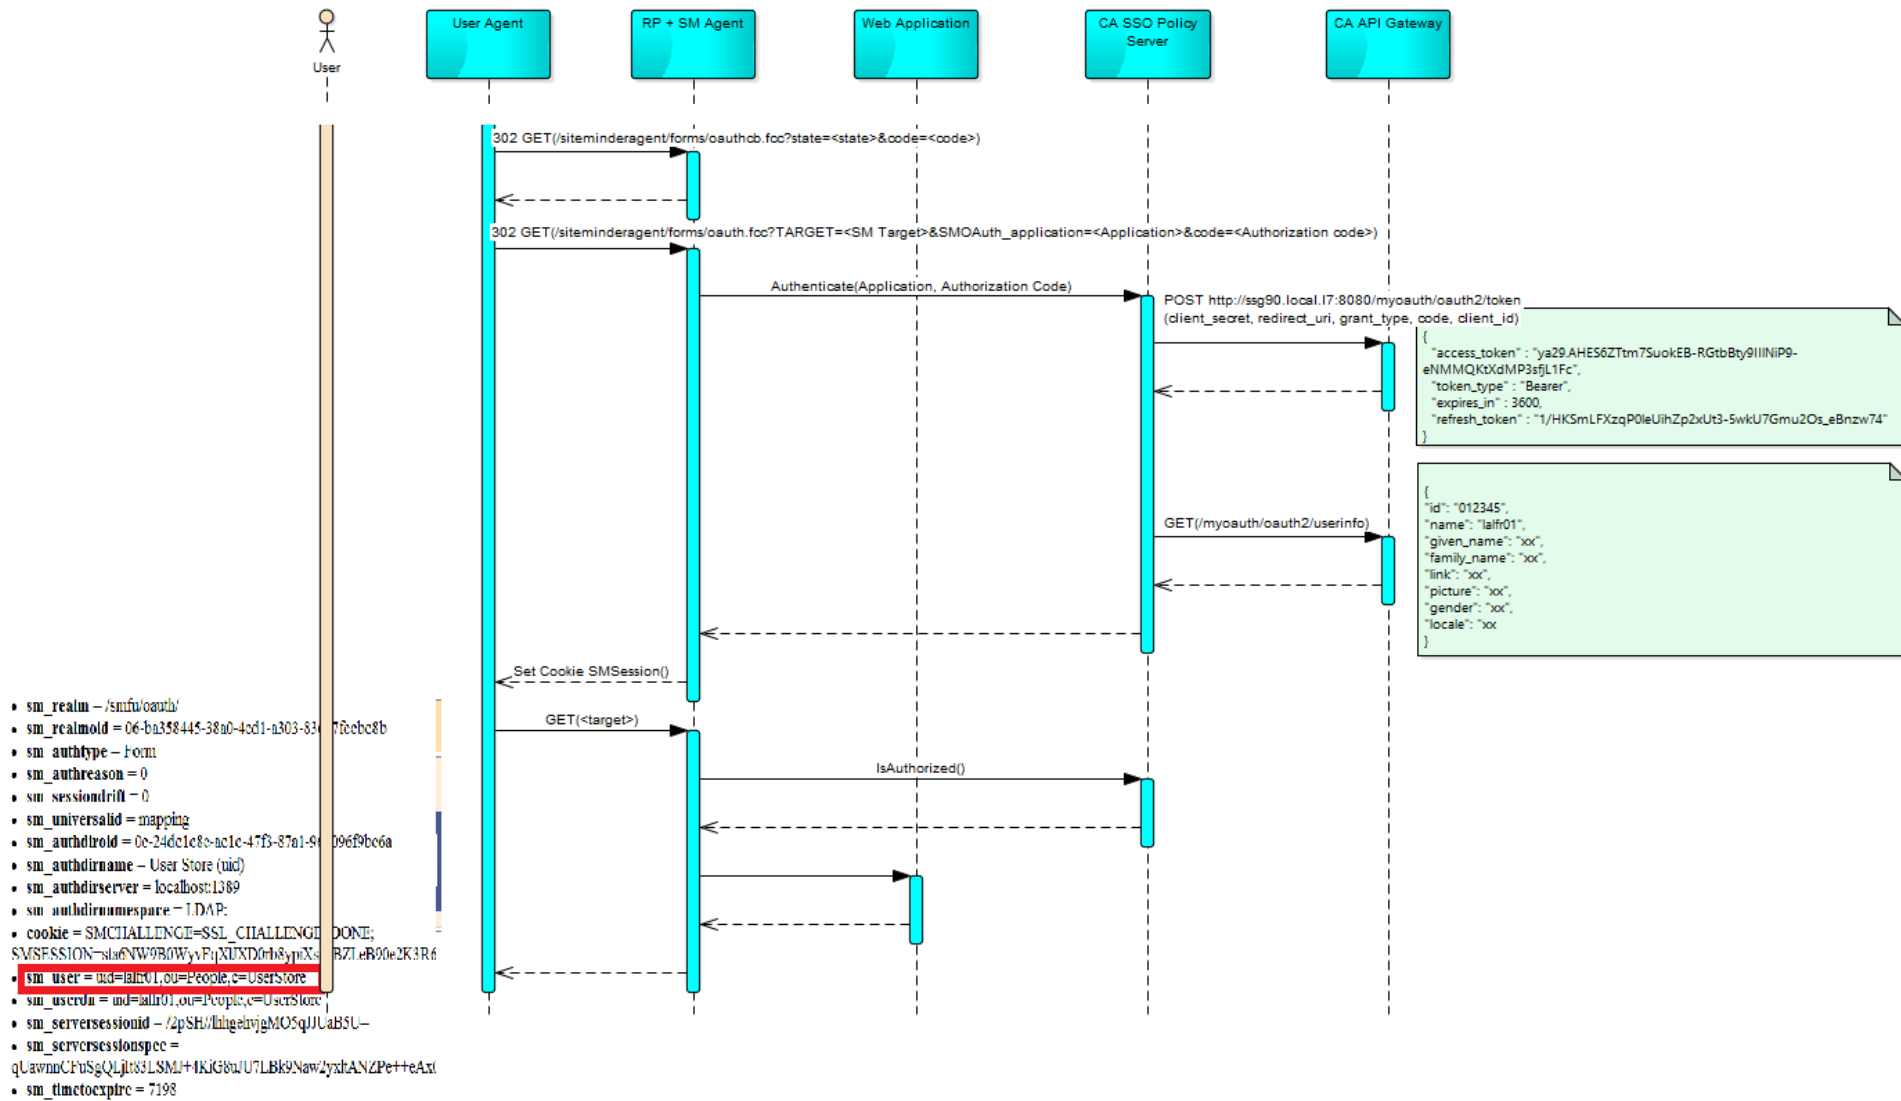 User
User Agent
RP + SM Agent
Web Application
CA SSO Policy
Server
CA API Gateway
302 GET(/siteminderagent/forms/oauthcb.fcc?state=<state>&code=<code>)
302 GET(/siteminderagent/forms/oauth.fcc?TARGET=<SM Target>&SMOAuth_application=<Application>&code=<Authorization code>)
Authenticate(Application, Authorization Code)
POST http://ssg90.local.l7:8080/myoauth/oauth2/token
(client_secret, redirect_uri, grant_type, code, client_id)
{
"access_token" : "ya29.AHES6ZTtm7SuokEB-RGtbBty9IIlNiP9-
eNMMQKtXdMP3sfjL1Fc",
"token_type" : "Bearer",
"expires_in" : 3600,
"refresh_token" : "1/HKSmLFXzqP0leUihZp2xUt3-5wkU7Gmu2Os_eBnzw74"
}
{
"id": "012345",
"name": "lalfr01",
"given_name": "xx",
"family_name": "xx",
"link": "xx",
"picture": "xx",
"gender": "xx",
"locale": "xx
}
GET(/myoauth/oauth2/userinfo)
Set Cookie SMSession()
GET(<target>)
IsAuthorized()
• sm_realm = /smfu/oauth/
• sm_realmoid =
• sm_authtype = Form
• sm_authreason = 0
• sm_sessiondrift = 0
• sm_universalid = mapping
• sm_authdiroid =
• sm_authdirname = User Store (uid)
• sm_authdirserver = localhost:1389
• sm_authdirnamespace = LDAP:
• cookie = SMCHALLENGE=SSL_CHALLENGE_DONE;
• sm_user = uid=lalfr01,ou=People,c=UserStore
• sm_userdn = uid=lalfr01,ou=People,c=UserStore
• sm_serversessionid =
• sm_serversessionspec =
• sm_timetoexpire = 7198